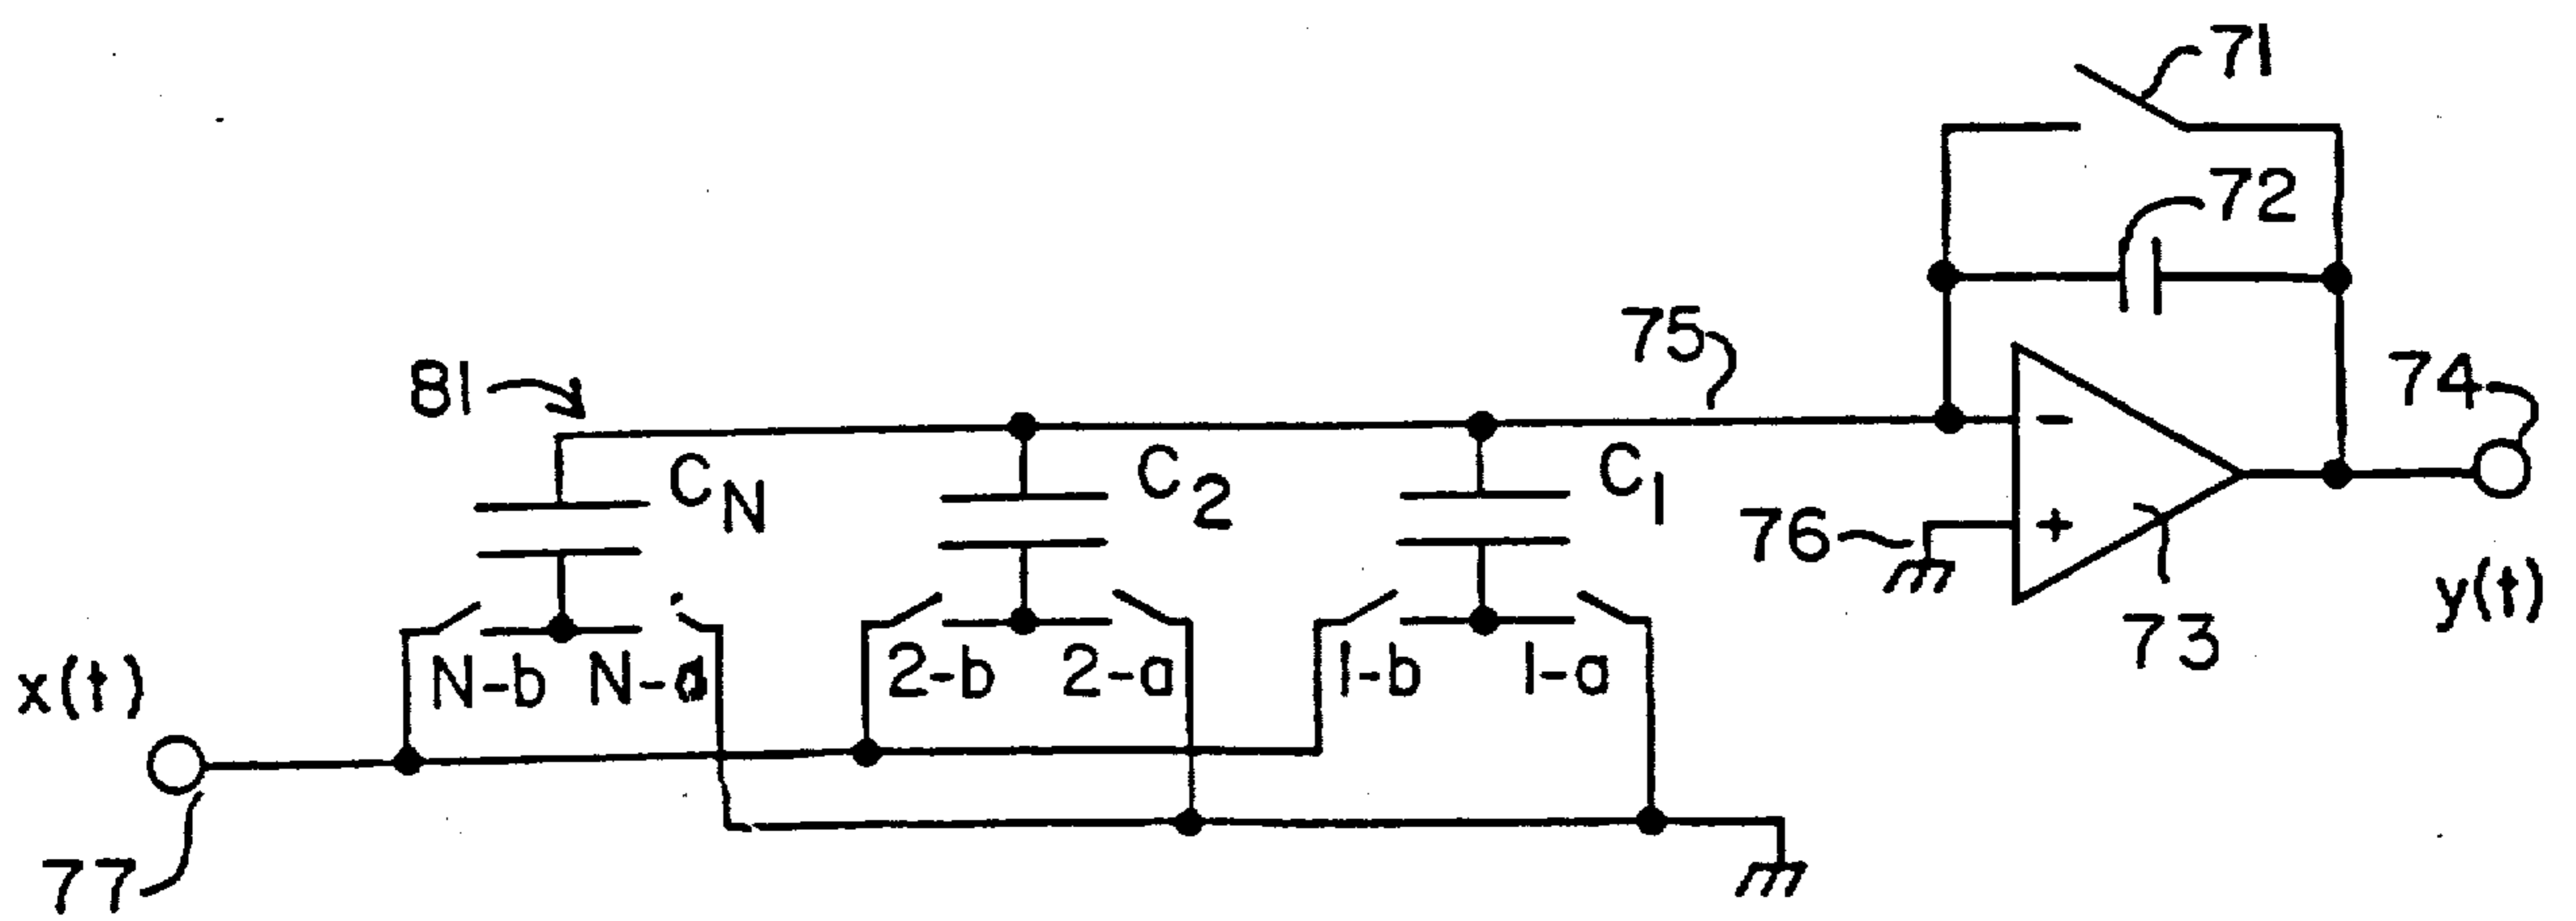 71
72
75
81
74
C1
C2
CN
-
76
+
y(t)
73
N-b N-a 2-b 2-a 1-b 1-a
x(t)
77